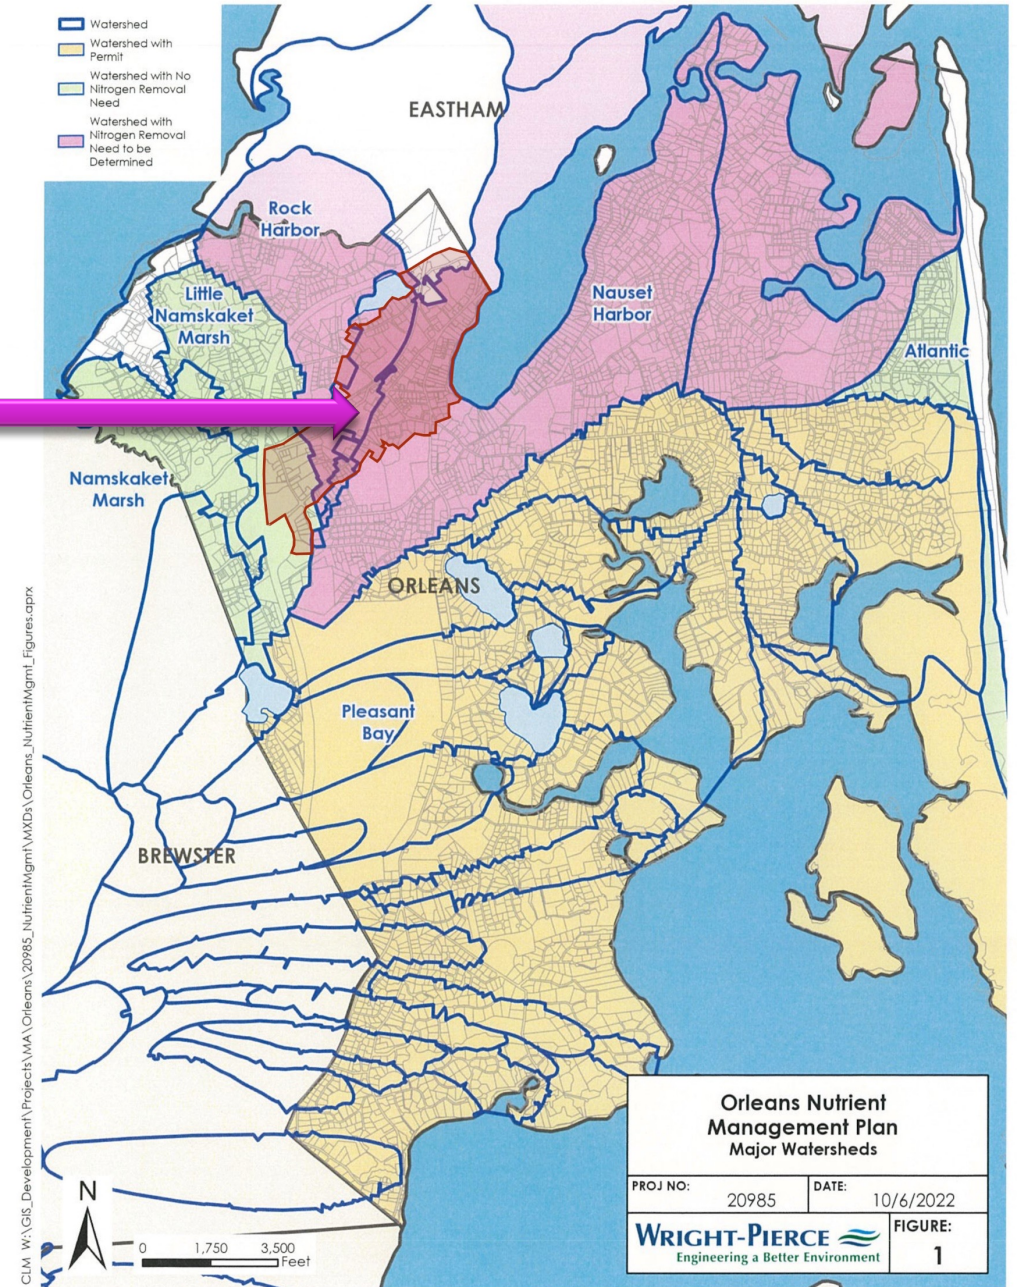 Watershed
Watershed with
Permit
Watershed with No
Nitrogen Removal
Need
Watershed with
Nitrogen Removal
Need to be
Determined
EASTHAM
Rock
Harbor
Little
Namskaket
Marsh
Nauset
Harbor
Atlantic
Namskaket
Marsh
ORLEANS
Pleasant
Bay
BREWSTER
CLM W:\GIS_Development\Projects\MA\Orleans\20985_NutrientMgmt\MXDs\Orleans_NutrientMgmt_Figures.aprx
N
0 1,750 3,500
Feet
Orleans Nutrient
Management Plan
Major Watersheds
PROJ NO: 20985
DATE: 10/6/2022
WRIGHT-PIERCE
Engineering a Better Environment
FIGURE:
1